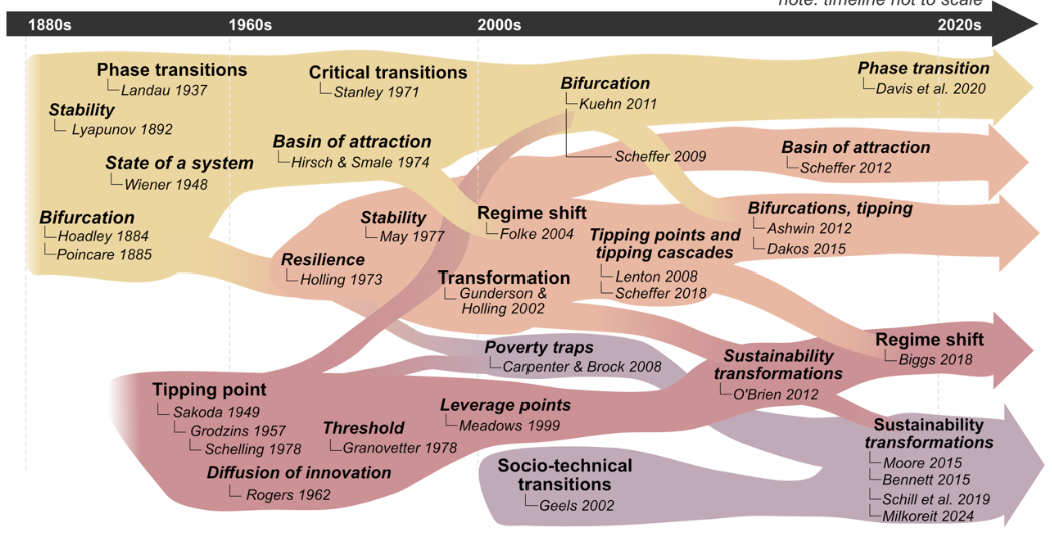 note: timeline not to scale
1880s
1960s
2000s
2020s
Phase transitions
Landau 1937
Critical transitions
Stanley 1971
Bifurcation
Kuehn 2011
Scheffer 2009
Phase transition
Davis et al. 2020
Stability
Lyapunov 1892
State of a system
Wiener 1948
Basin of attraction
Hirsch & Smale 1974
Basin of attraction
Scheffer 2012
Bifurcation
Hoadley 1884
Poincare 1885
Stability
May 1977
Regime shift
Folke 2004
Bifurcations, tipping
Ashwin 2012
Dakos 2015
Resilience
Holling 1973
Transformation
Gunderson &
Holling 2002
Tipping points and
tipping cascades
Lenton 2008
Scheffer 2018
Poverty traps
Carpenter & Brock 2008
Sustainability
transformations
O'Brien 2012
Regime shift
Biggs 2018
Tipping point
Sakoda 1949
Grodzins 1957
Schelling 1978
Threshold
Granovetter 1978
Leverage points
Meadows 1999
Diffusion of innovation
Rogers 1962
Socio-technical
transitions
Geels 2002
Sustainability
transformations
Moore 2015
Bennett 2015
Schill et al. 2019
Milkoreit 2024